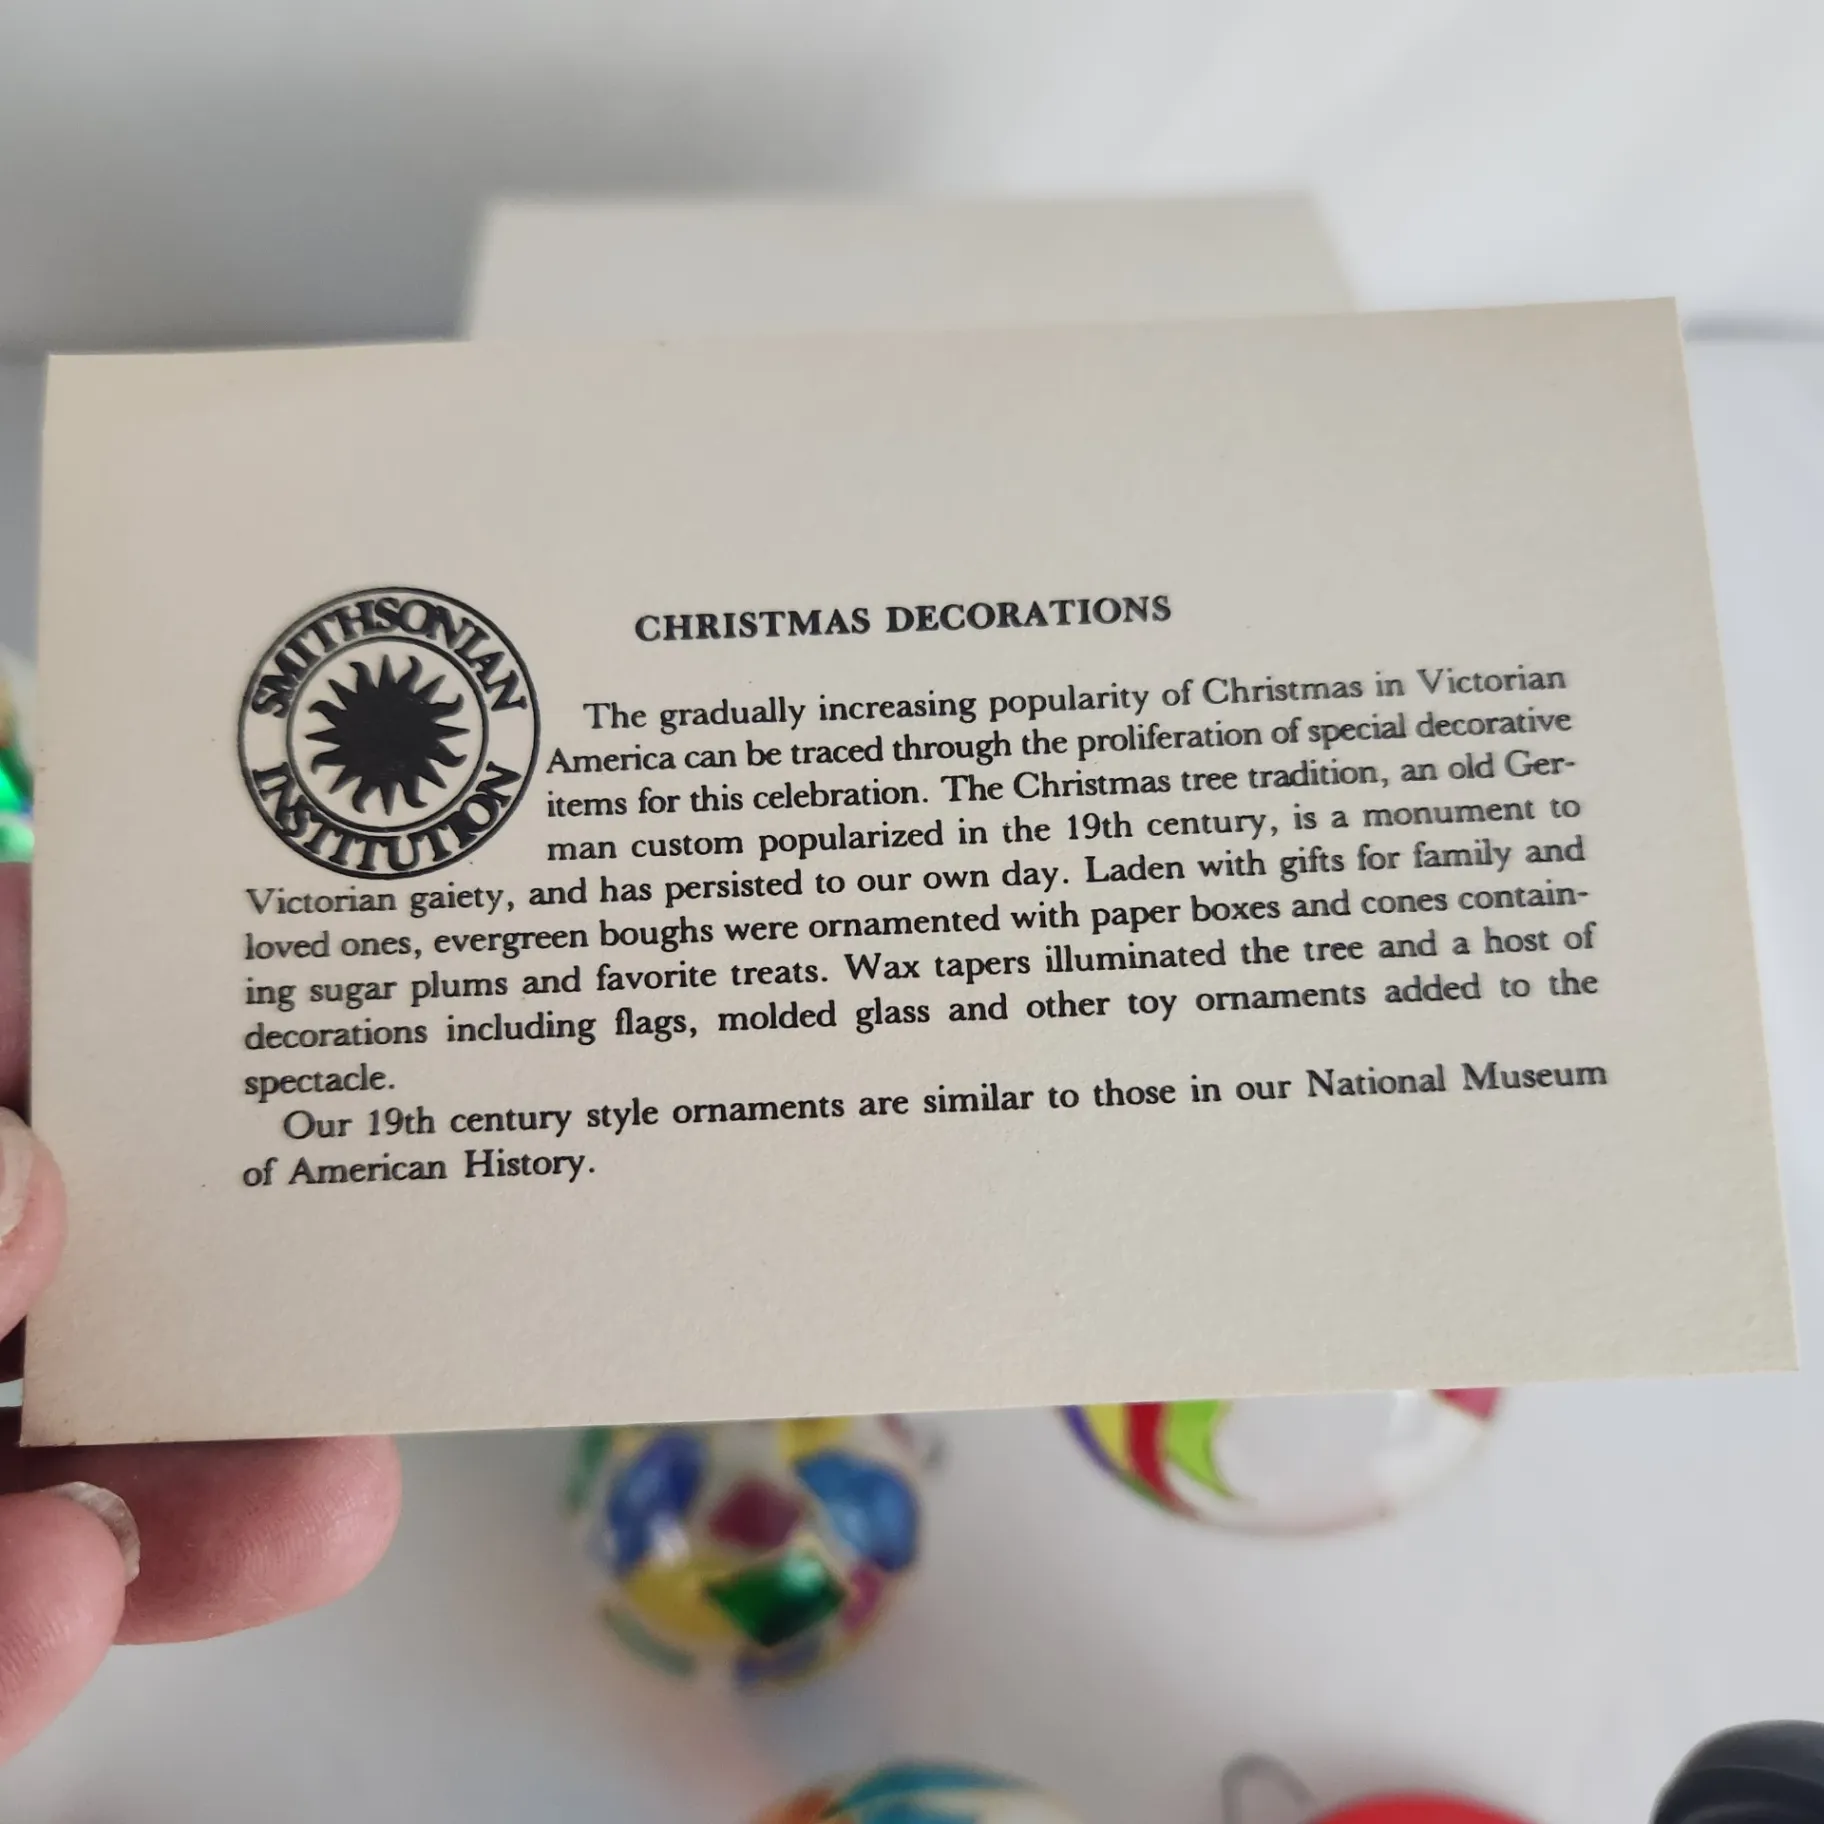 SMITHSONIAN
INSTITUTION
CHRISTMAS DECORATIONS
The gradually increasing popularity of Christmas in Victorian
America can be traced through the proliferation of special decorative
items for this celebration. The Christmas tree tradition, an old Ger-
man custom popularized in the 19th century, is a monument to
Victorian gaiety, and has persisted to our own day. Laden with gifts for family and
loved ones, evergreen boughs were ornamented with paper boxes and cones contain-
ing sugar plums and favorite treats. Wax tapers illuminated the tree and a host of
decorations including flags, molded glass and other toy ornaments added to the
spectacle.
Our 19th century style ornaments are similar to those in our National Museum
of American History.